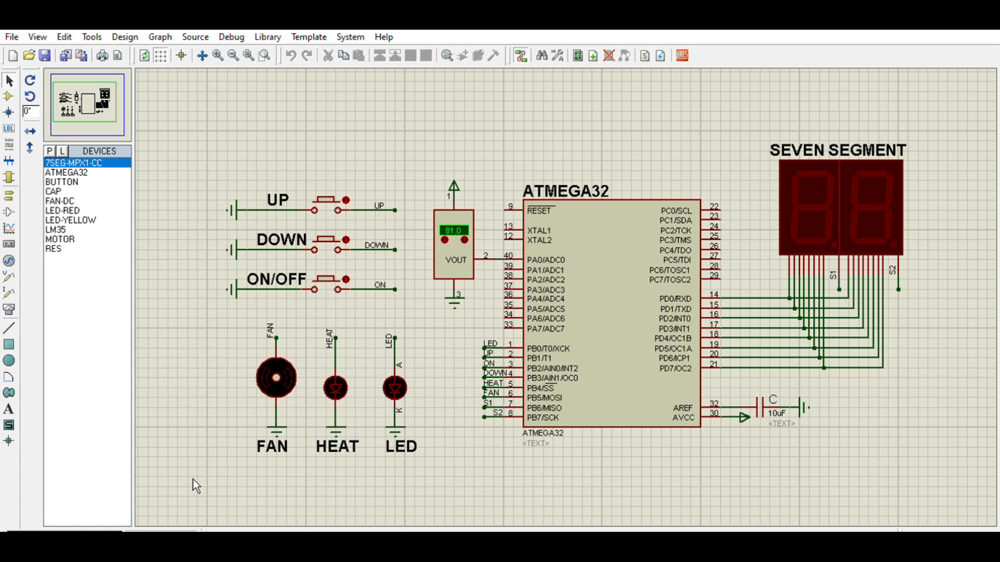 File View Edit Tools Design Graph Source Debug Library Template System Help
ARES
0°
LBL
P L DEVICES
7SEG-MPX1-CC
ATMEGA32
BUTTON
CAP
FAN-DC
LED-RED
LED-YELLOW
LM35
MOTOR
RES
UP
UP
DOWN
DOWN
ON/OFF
ON
FAN
HEAT
LED
A
K
FAN
HEAT
LED
1
81.0
VOUT
2
3
ATMEGA32
9 RESET
13 XTAL1
12 XTAL2
40 PA0/ADC0
39 PA1/ADC1
38 PA2/ADC2
37 PA3/ADC3
36 PA4/ADC4
35 PA5/ADC5
34 PA6/ADC6
33 PA7/ADC7
LED 1 PB0/T0/XCK
UP 2 PB1/T1
ON 3 PB2/AIN0/INT2
DOWN 4 PB3/AIN1/OC0
HEAT 5 PB4/SS
FAN 6 PB5/MOSI
S1 7 PB6/MISO
S2 8 PB7/SCK
PC0/SCL 22
PC1/SDA 23
PC2/TCK 24
PC3/TMS 25
PC4/TDO 26
PC5/TDI 27
PC6/TOSC1 28
PC7/TOSC2 29
PD0/RXD 14
PD1/TXD 15
PD2/INT0 16
PD3/INT1 17
PD4/OC1B 18
PD5/OC1A 19
PD6/ICP1 20
PD7/OC2 21
AREF 32
AVCC 30
ATMEGA32
<TEXT>
SEVEN SEGMENT
S1
S2
C
10uF
<TEXT>